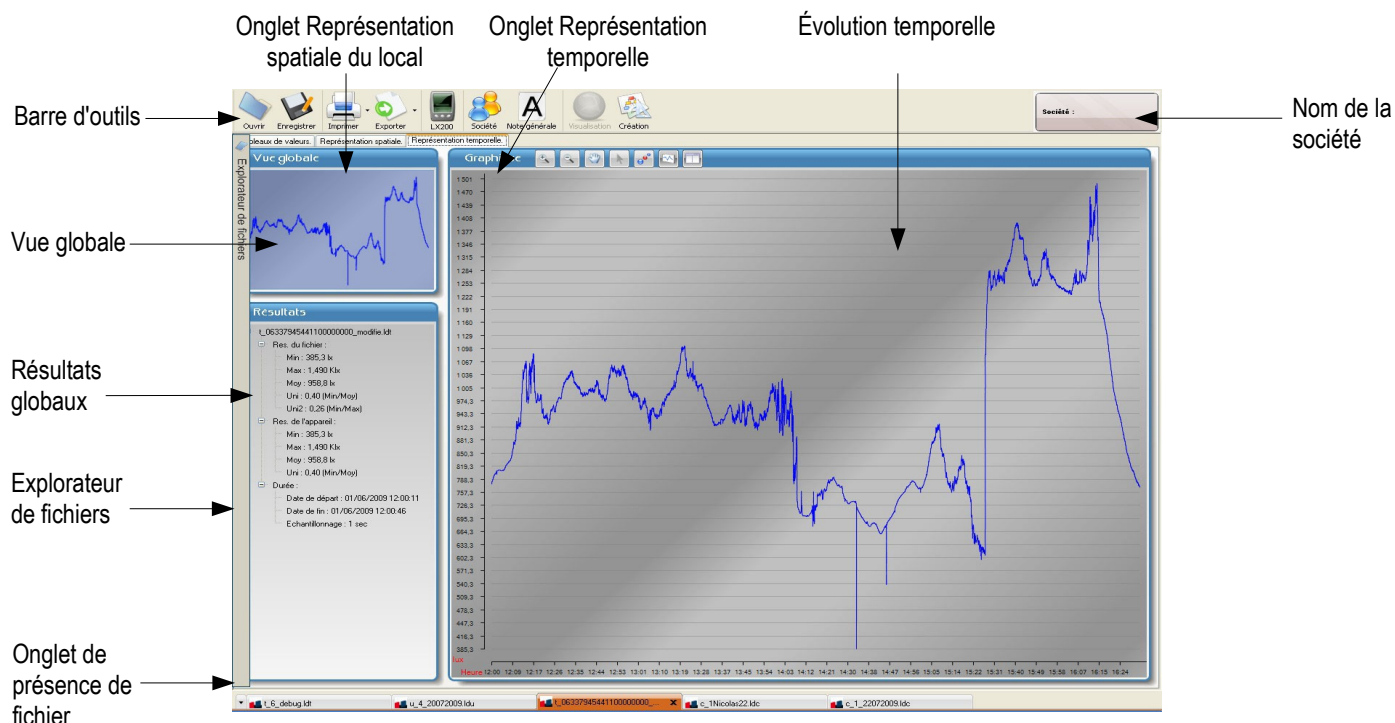 Onglet Représentation
spatiale du local
Onglet Représentation
temporelle
Évolution temporelle
Barre d'outils
Nom de la
société
Ouvrir Enregistrer Imprimer Exporter LX200 Société Note générale Visualisation Création
Société :
bleaux de valeurs. Représentation spatiale. Représentation temporelle.
Explorateur de fichiers
Vue globale
Graphique
Vue globale
1 501
1 470
1 439
1 408
1 377
1 346
1 315
1 284
1 253
1 222
1 191
1 160
1 129
1 098
1 067
1 036
1 005
974,3
943,3
912,3
881,3
850,3
819,3
788,3
757,3
726,3
695,3
664,3
633,3
602,3
571,3
540,3
509,3
478,3
447,3
416,3
385,3
lux
Heure 12:00 12:09 12:17 12:26 12:35 12:44 12:53 13:01 13:10 13:19 13:28 13:37 13:45 13:54 14:03 14:12 14:21 14:30 14:38 14:47 14:56 15:05 15:14 15:22 15:31 15:40 15:49 15:58 16:07 16:15 16:24
Résultats
t_06337945441100000000_modifie.ldt
Res. du fichier :
Min : 385,3 lx
Max : 1,490 Klx
Moy : 958,8 lx
Uni : 0,40 (Min/Moy)
Uni2 : 0,26 (Min/Max)
Res. de l'appareil :
Min : 385,3 lx
Max : 1,490 Klx
Moy : 958,8 lx
Uni : 0,40 (Min/Moy)
Durée :
Date de départ : 01/06/2009 12:00:11
Date de fin : 01/06/2009 12:00:46
Echantillonnage : 1 sec
Résultats
globaux
Explorateur
de fichiers
Onglet de
présence de
fichier
t_6_debug.ldt u_4_20072009.ldu t_06337945441100000000_... c_1Nicolas22.ldc c_1_22072009.ldc